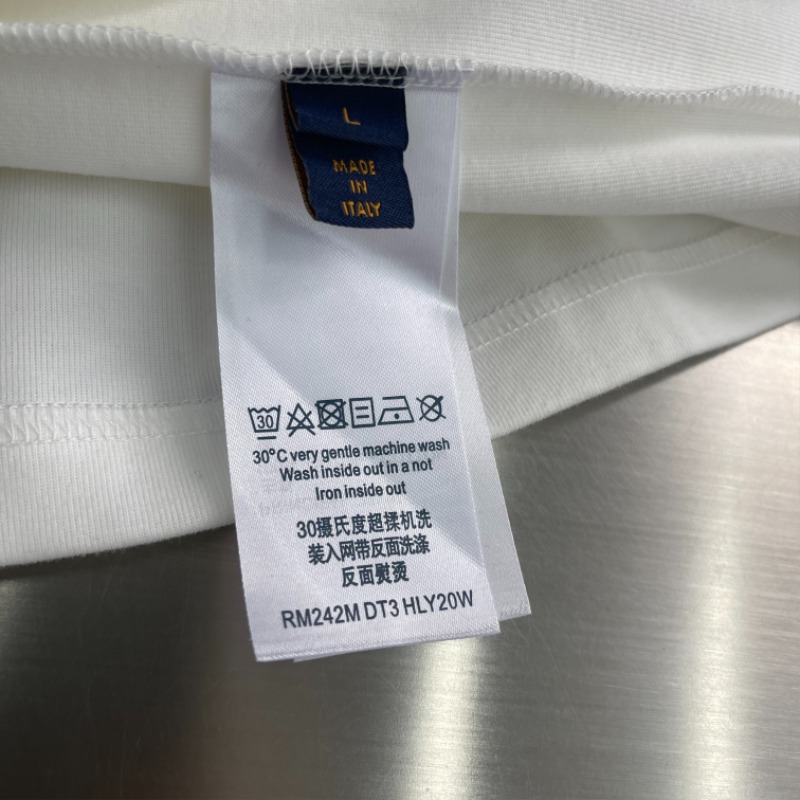 L
MADE
IN
ITALY
30
30°C very gentle machine wash
Wash inside out in a not
Iron inside out
30摄氏度超揉机洗
装入网带反面洗涤
反面熨烫
RM242M DT3 HLY20W